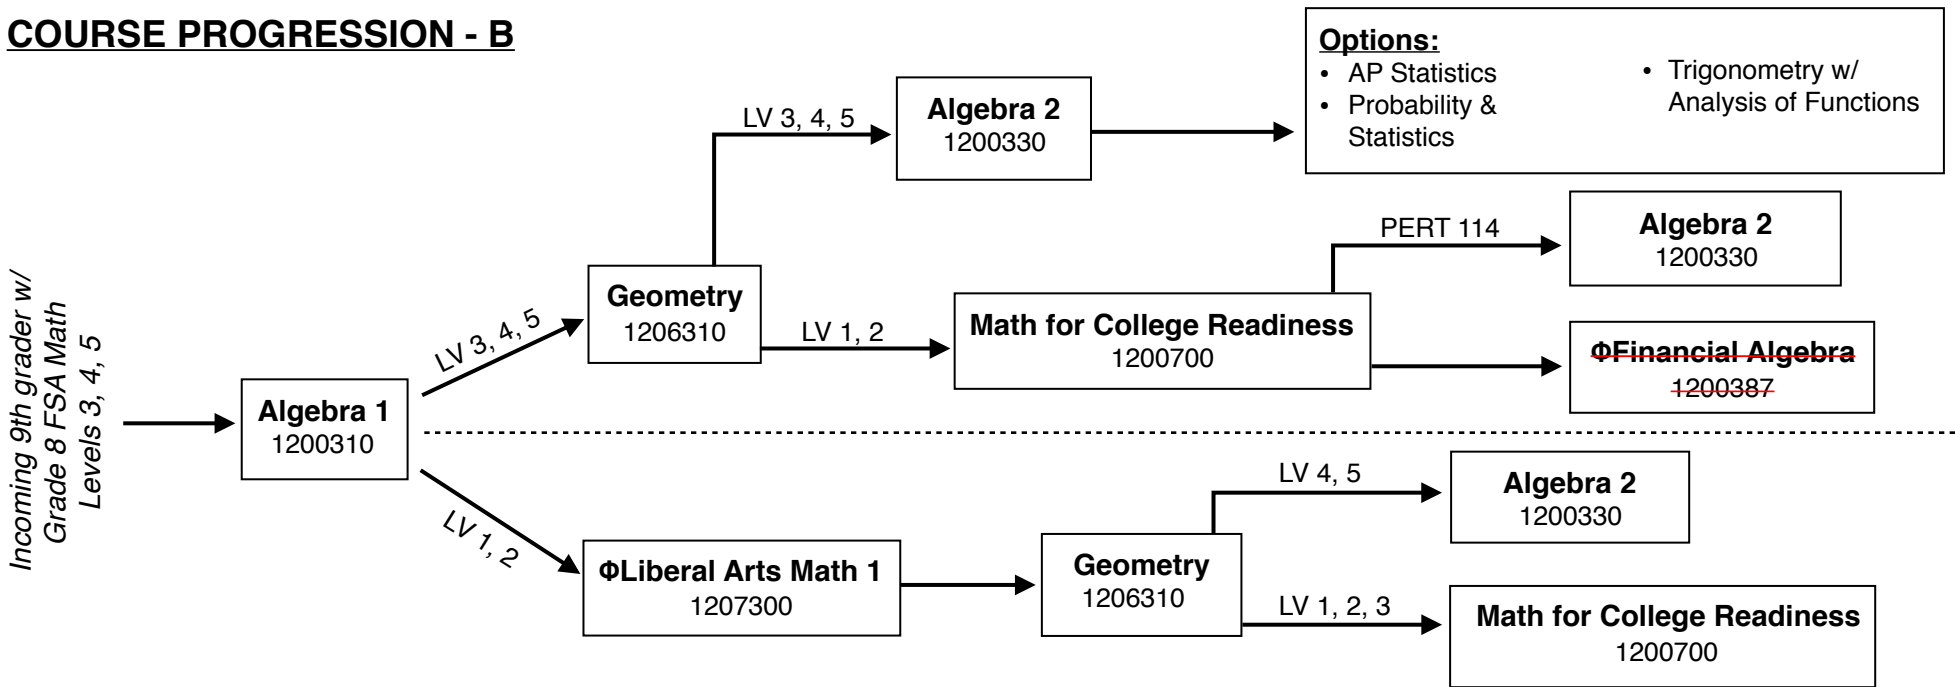 COURSE PROGRESSION - B
Options:
• AP Statistics
• Probability &
Statistics
• Trigonometry w/
Analysis of Functions
LV 3, 4, 5
Algebra 2
1200330
PERT 114
Algebra 2
1200330
Incoming 9th grader w/
Grade 8 FSA Math
Levels 3, 4, 5
Algebra 1
1200310
LV 3, 4, 5
Geometry
1206310
LV 1, 2
Math for College Readiness
1200700
ΦFinancial Algebra
1200387
LV 1, 2
ΦLiberal Arts Math 1
1207300
Geometry
1206310
LV 4, 5
Algebra 2
1200330
LV 1, 2, 3
Math for College Readiness
1200700